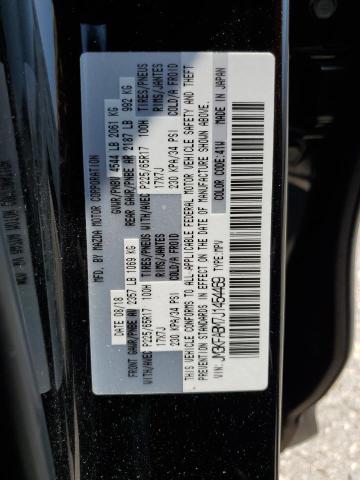 MFD. BY MAZDA MOTOR CORPORATION
DATE 08/18 GVWR/PNBV 4544 LB 2061 KG
FRONT GAWR/PNBE AV 2357 LB 1069 KG REAR GAWR/PNBE AR 2187 LB 992 KG
WITH/AVEC P225/65R17 100H TIRES/PNEUS WITH/AVEC P225/65R17 100H TIRES/PNEUS
17X7J RIMS/JANTES 17X7J RIMS/JANTES
230 KPA/34 PSI COLD/A FROID 230 KPA/34 PSI COLD/A FROID
THIS VEHICLE CONFORMS TO ALL APPLICABLE FEDERAL MOTOR VEHICLE SAFETY AND THEFT
PREVENTION STANDARDS IN EFFECT ON THE DATE OF MANUFACTURE SHOWN ABOVE.
VIN: JM3KFABM7J1454469 TYPE:MPV COLOR CODE:41W MADE IN JAPAN